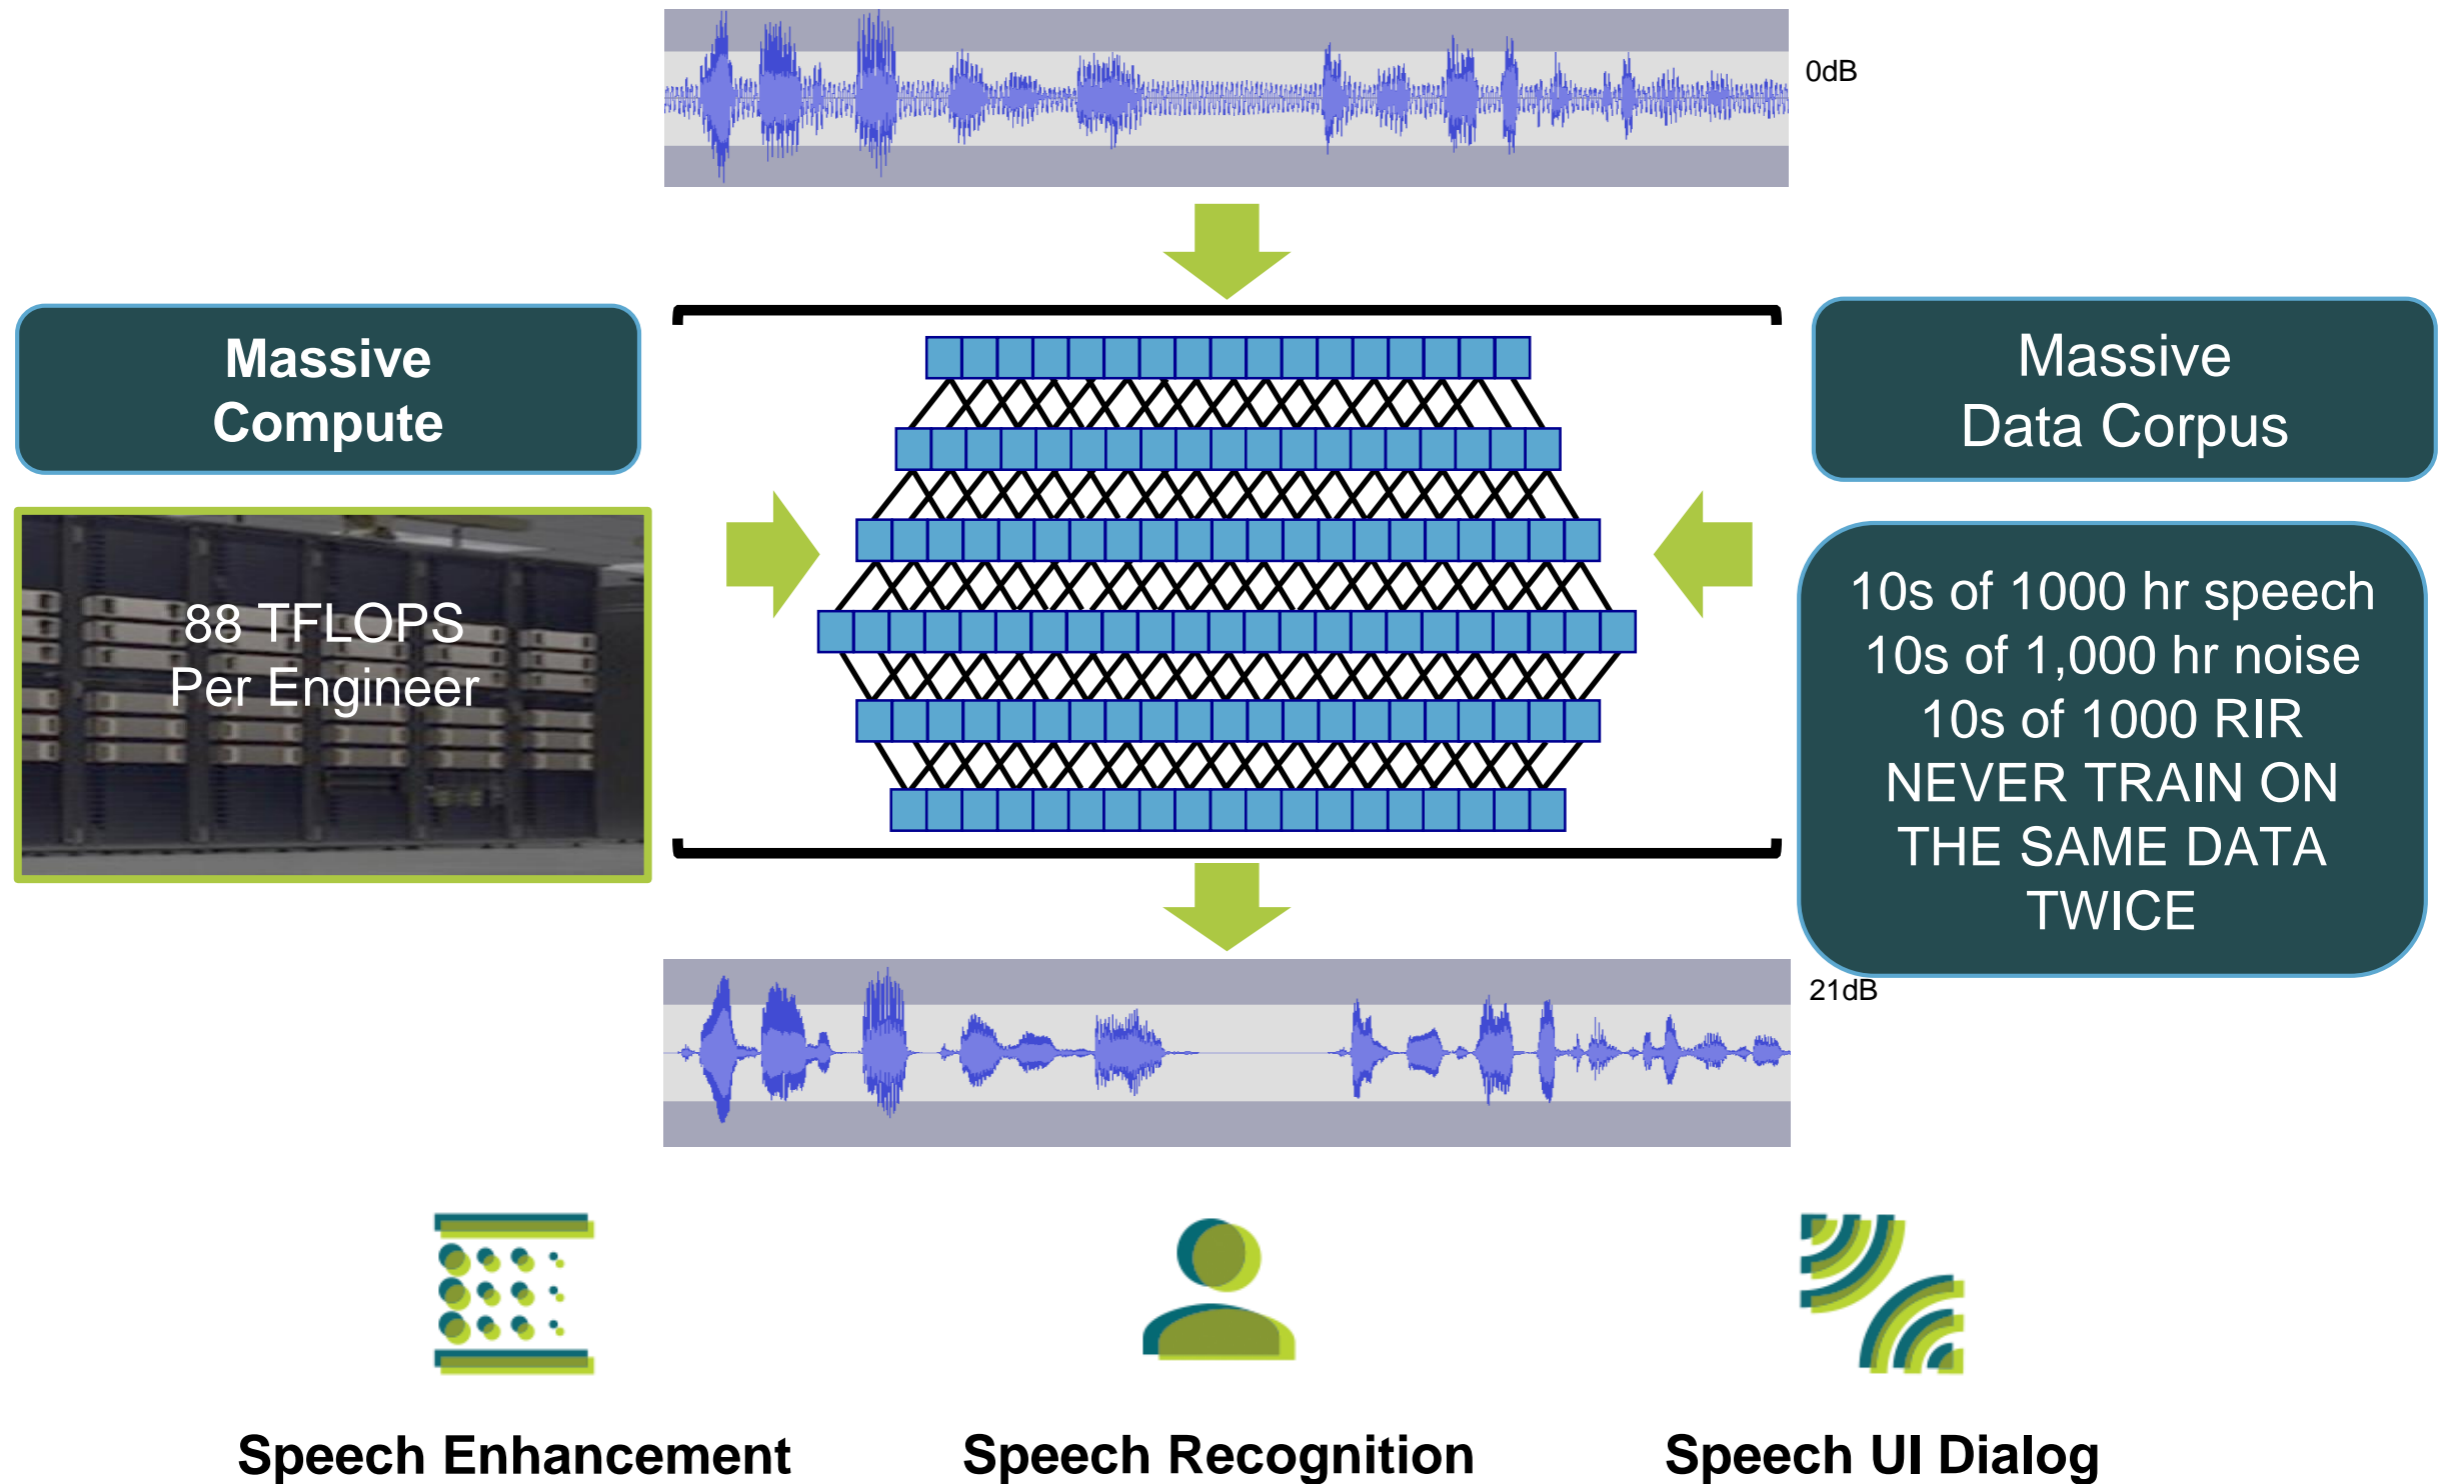 0dB
Massive
Compute
Massive
Data Corpus
88 TFLOPS
Per Engineer
10s of 1000 hr speech
10s of 1,000 hr noise
10s of 1000 RIR
NEVER TRAIN ON
THE SAME DATA
TWICE
21dB
Speech Enhancement
Speech Recognition
Speech UI Dialog